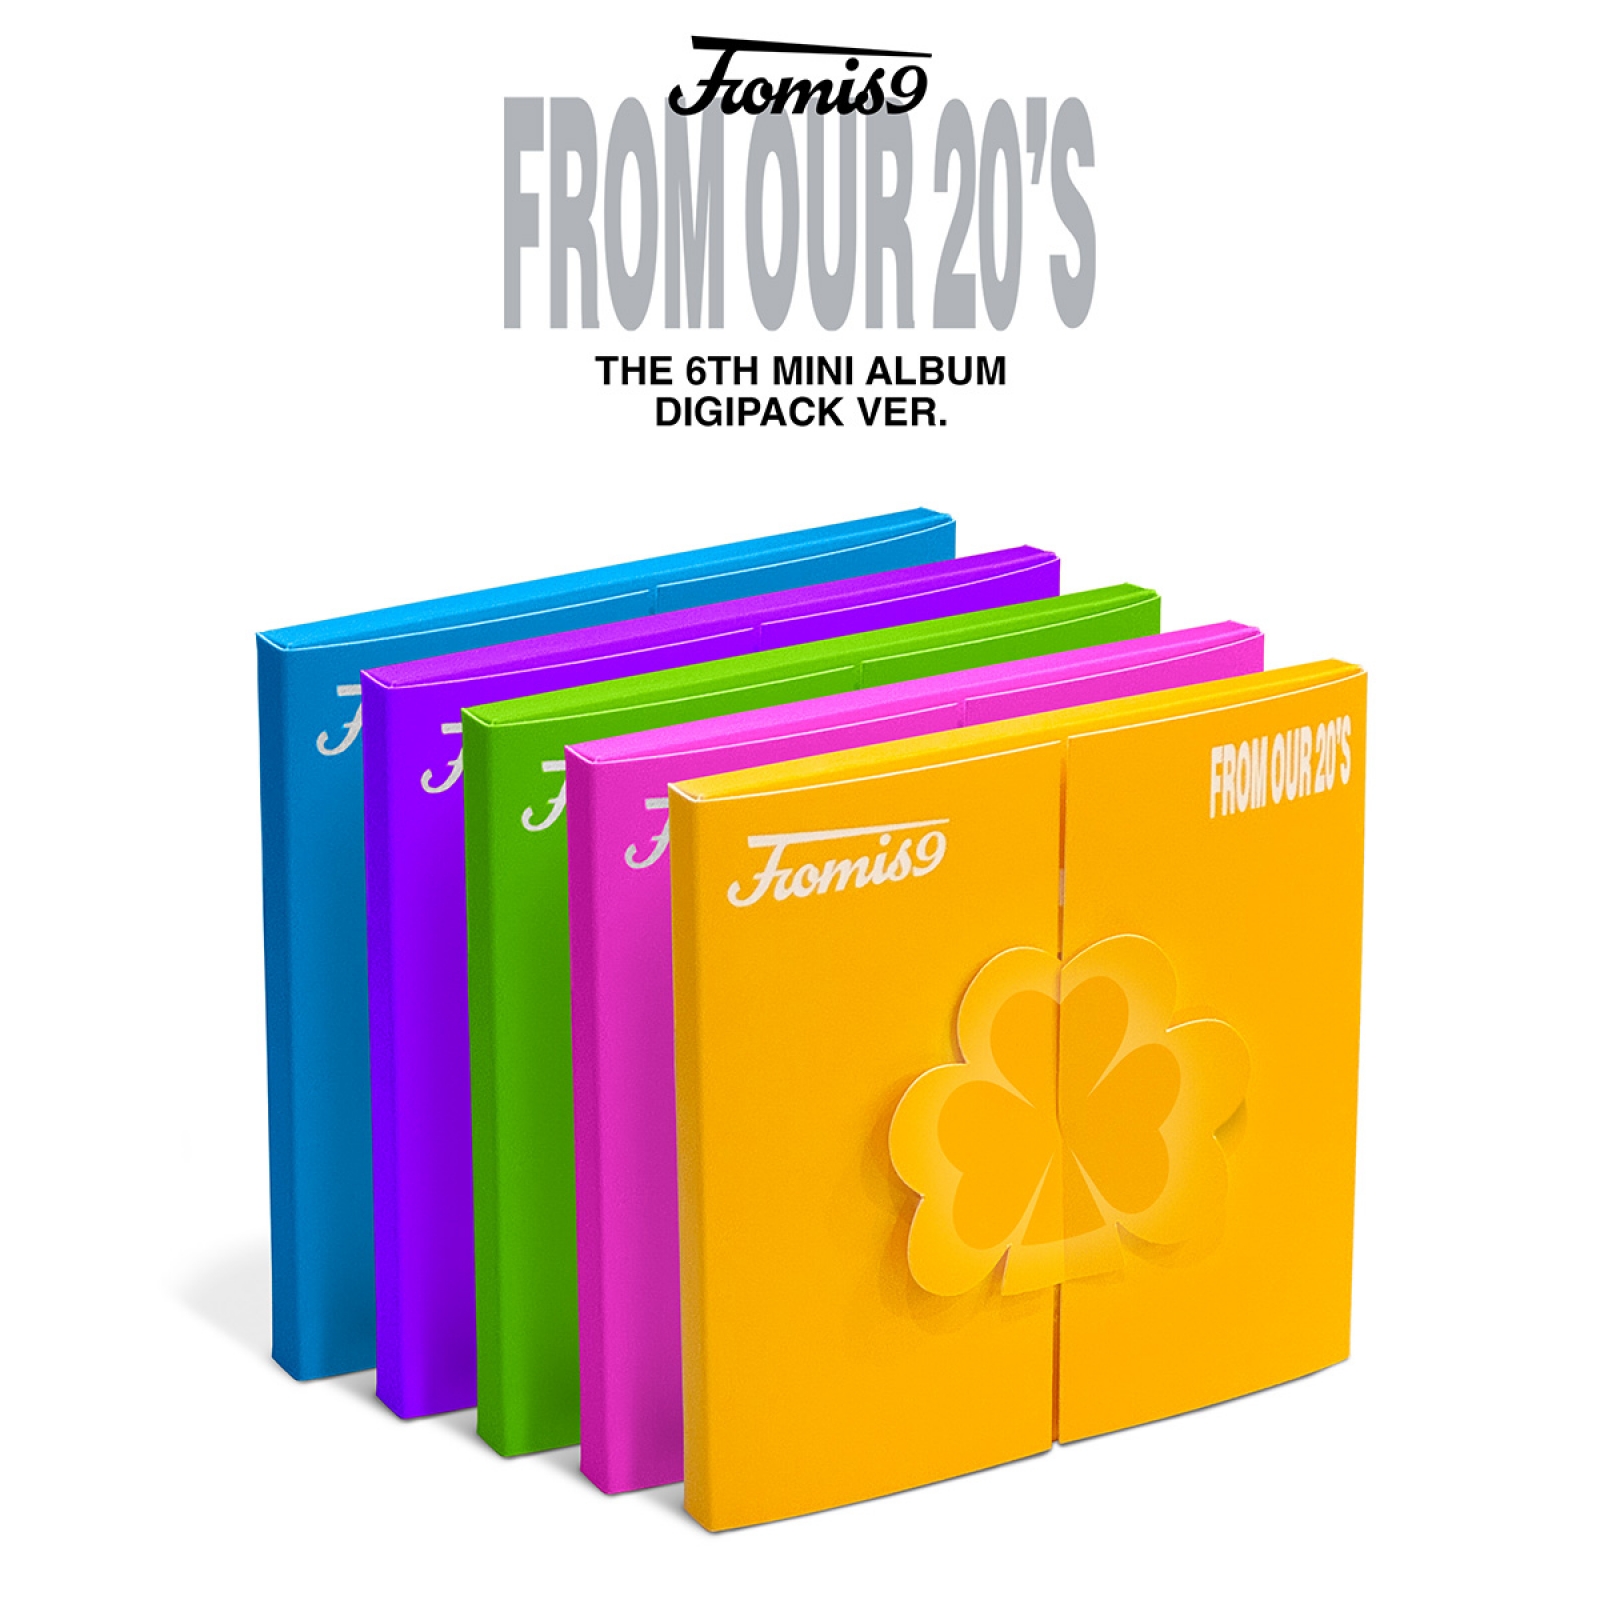 fromis9
FROM OUR 20'S
THE 6TH MINI ALBUM
DIGIPACK VER.
fromis9
FROM OUR 20'S